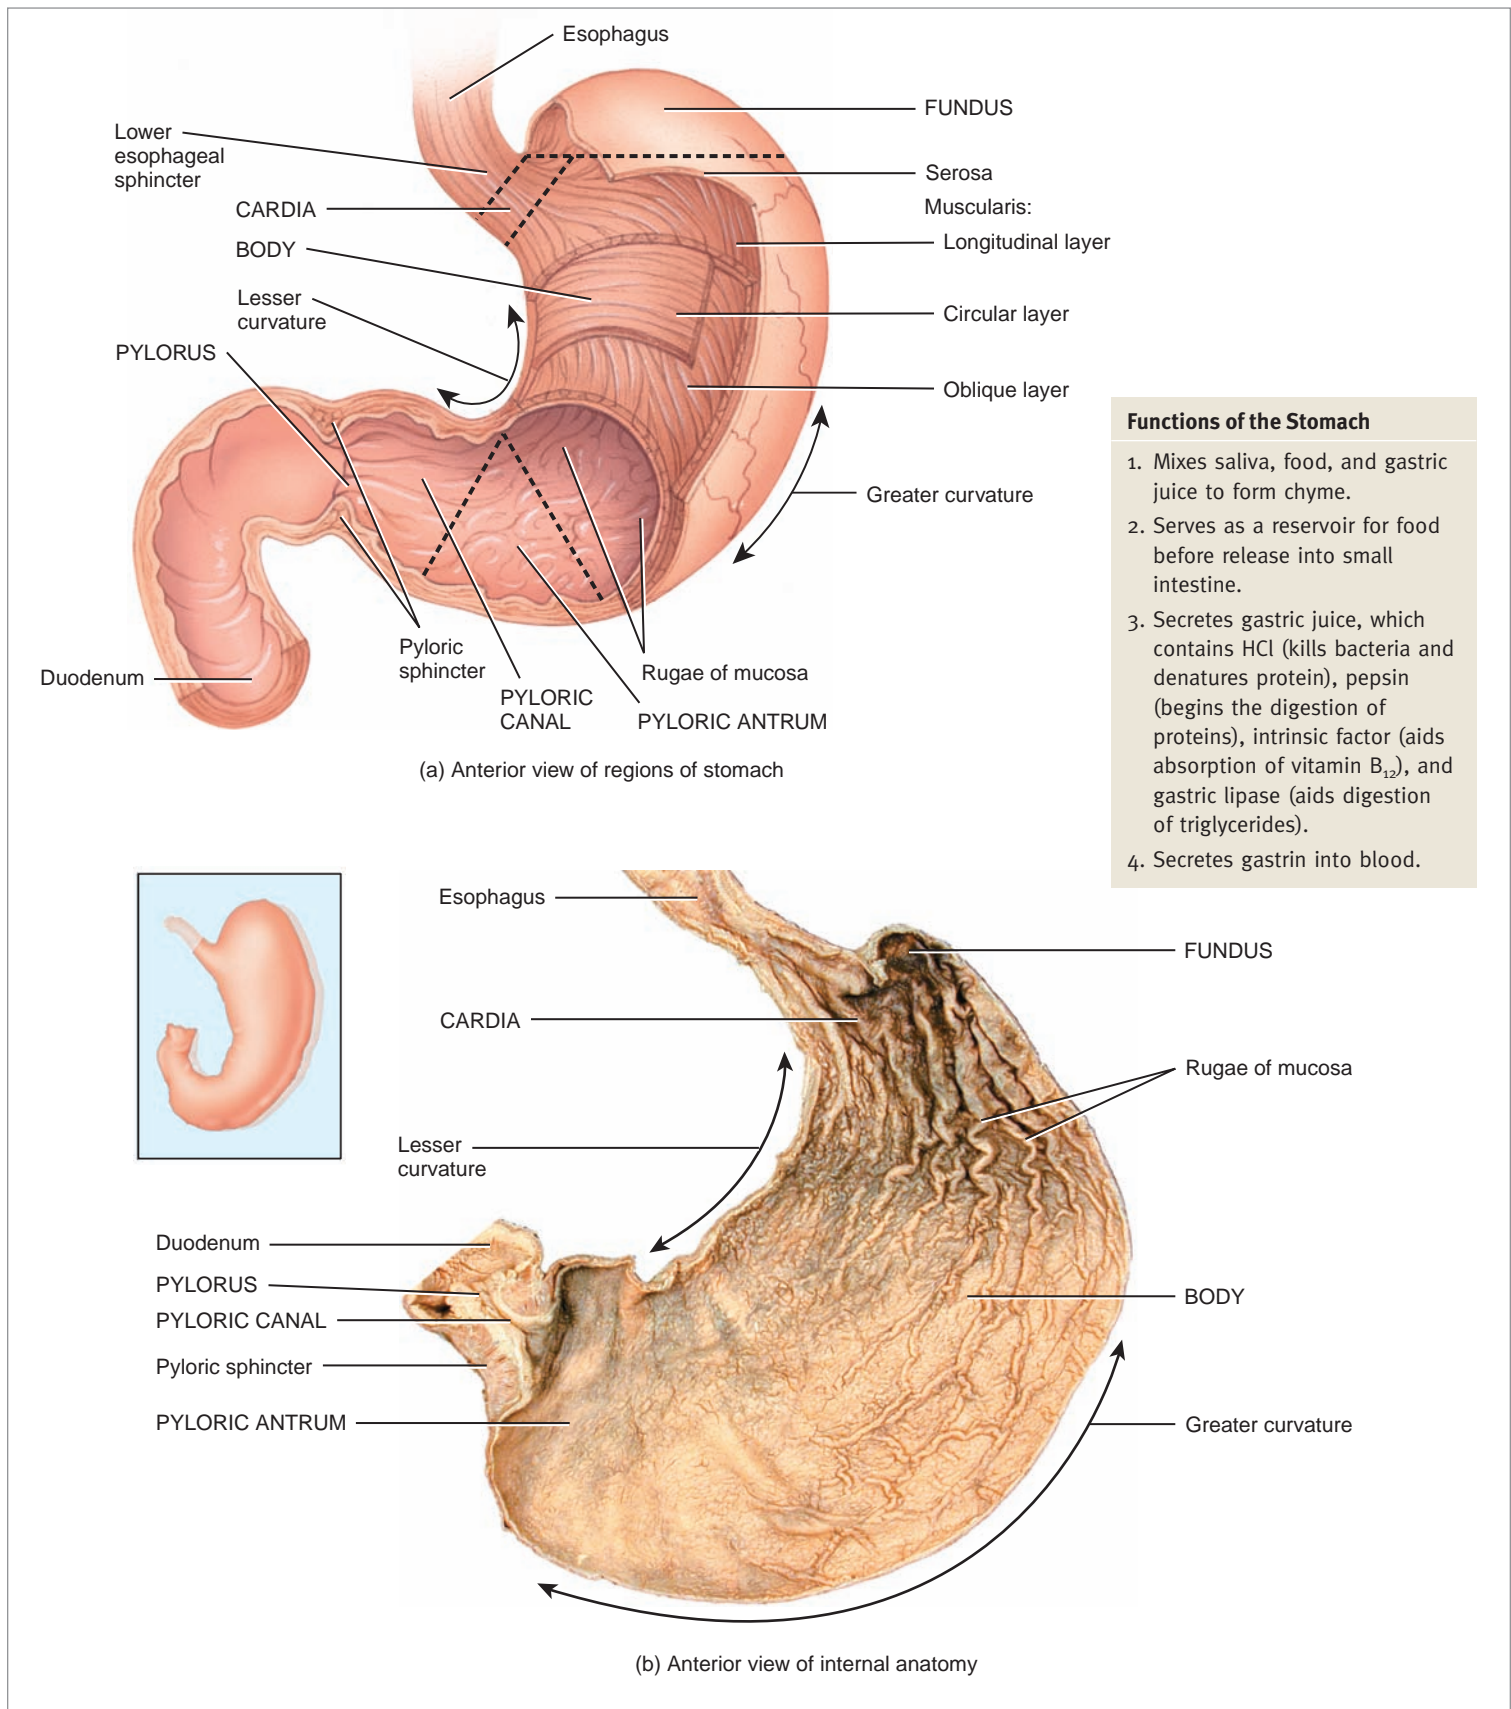 Esophagus
FUNDUS
Lower
esophageal
sphincter
Serosa
CARDIA
Muscularis:
Longitudinal layer
BODY
Lesser
curvature
Circular layer
PYLORUS
Oblique layer
Greater curvature
Pyloric
sphincter
Rugae of mucosa
Duodenum
PYLORIC
CANAL
PYLORIC ANTRUM
(a) Anterior view of regions of stomach
Functions of the Stomach
1. Mixes saliva, food, and gastric
juice to form chyme.
2. Serves as a reservoir for food
before release into small
intestine.
3. Secretes gastric juice, which
contains HCl (kills bacteria and
denatures protein), pepsin
(begins the digestion of
proteins), intrinsic factor (aids
absorption of vitamin B₁₂), and
gastric lipase (aids digestion
of triglycerides).
4. Secretes gastrin into blood.
Esophagus
FUNDUS
CARDIA
Rugae of mucosa
Lesser
curvature
Duodenum
PYLORUS
BODY
PYLORIC CANAL
Pyloric sphincter
PYLORIC ANTRUM
Greater curvature
(b) Anterior view of internal anatomy